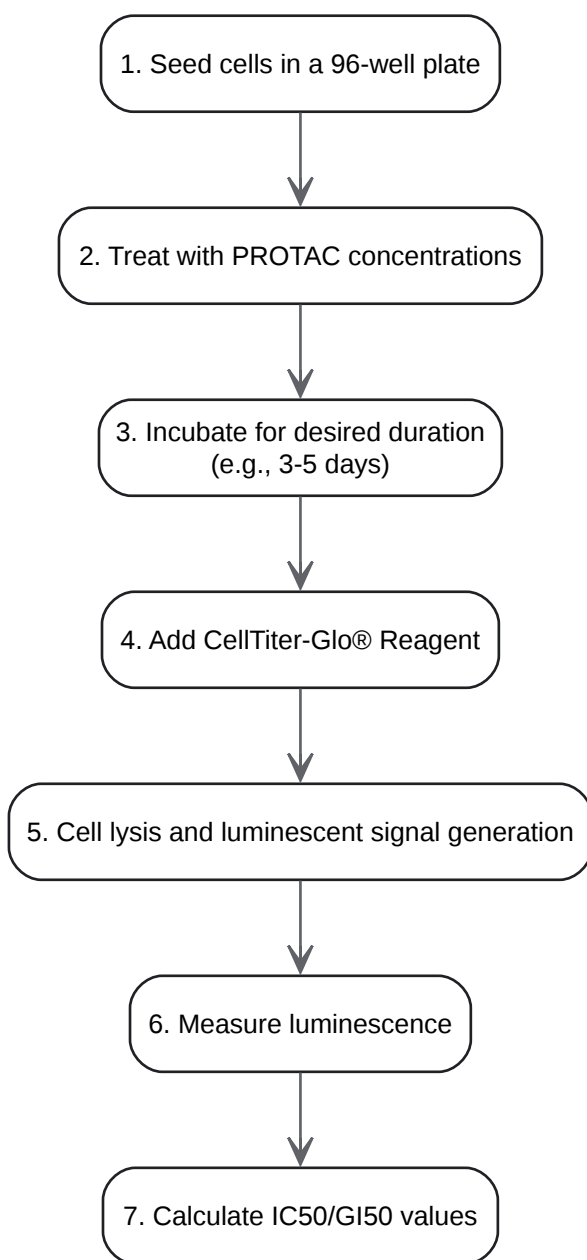 1. Seed cells in a 96-well plate
2. Treat with PROTAC concentrations
3. Incubate for desired duration
(e.g., 3-5 days)
4. Add CellTiter-Glo® Reagent
5. Cell lysis and luminescent signal generation
6. Measure luminescence
7. Calculate IC50/GI50 values